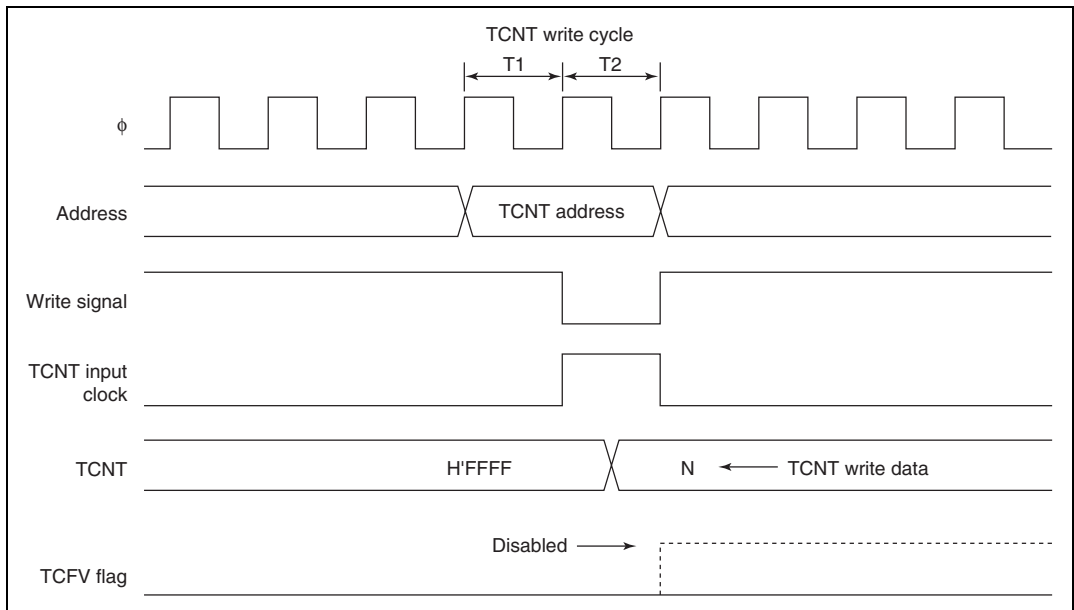 TCNT write cycle
T1 T2
ϕ
Address
TCNT address
Write signal
TCNT input
clock
TCNT
H'FFFF
N
TCNT write data
Disabled
TCFV flag